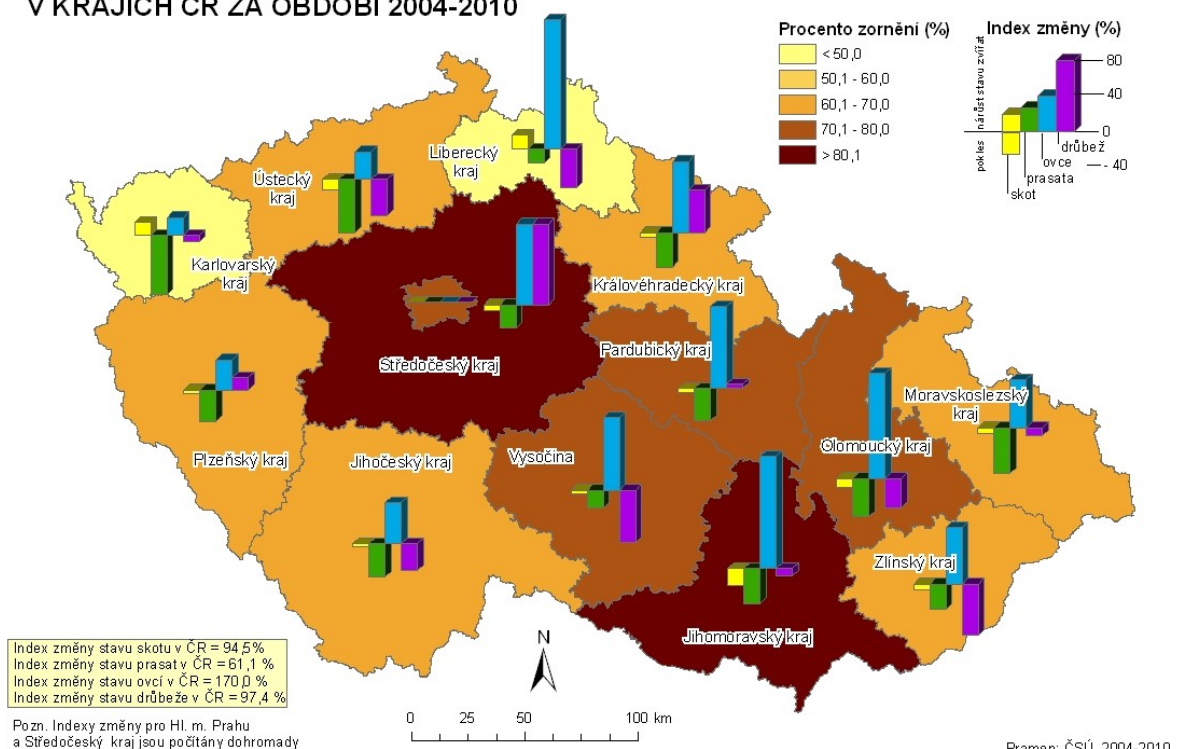 V KRAJÍCH ČR ZA OBDOBÍ 2004-2010
Procento zornění (%)
< 50,0
50,1 - 60,0
60,1 - 70,0
70,1 - 80,0
> 80,1
Index změny (%)
nárůst stavu zvířat
pokles
80
40
0
- 40
drůbež
ovce
prasata
skot
Liberecký
kraj
Ústecký
kraj
Karlovarský
kraj
Královéhradecký kraj
Středočeský kraj
Pardubický kraj
Moravskoslezský
kraj
Olomoucký kraj
Plzeňský kraj
Jihočeský kraj
Vysočina
Zlínský kraj
Jihomoravský kraj
N
Index změny stavu skotu v ČR = 94,5%
Index změny stavu prasat v ČR = 61,1 %
Index změny stavu ovcí v ČR = 170,0 %
Index změny stavu drůbeže v ČR = 97,4 %
Pozn. Indexy změny pro Hl. m. Prahu
a Středočeský kraj jsou počítány dohromady
0 25 50 100 km
Pramen: ČSÚ, 2004-2010